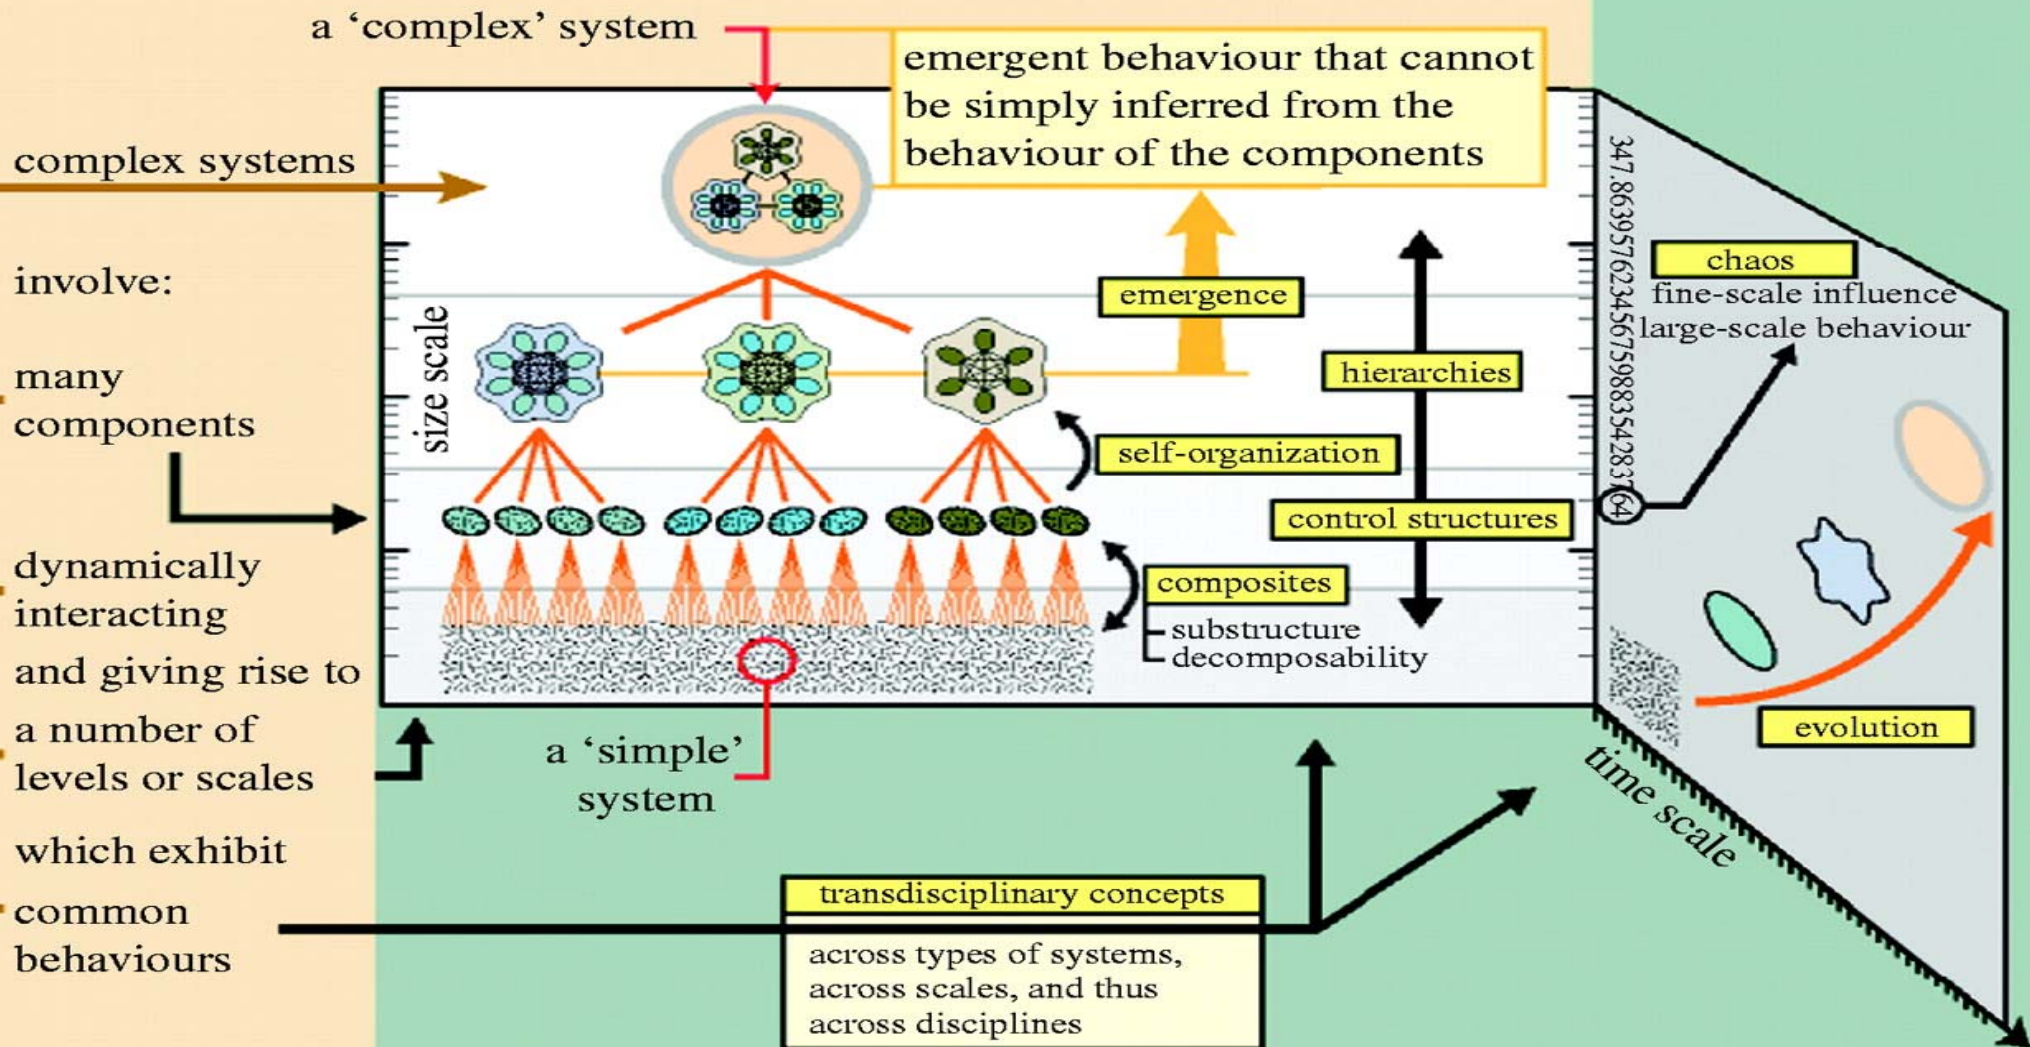 a ‘complex’ system
emergent behaviour that cannot
be simply inferred from the
behaviour of the components
complex systems
involve:
many
components
dynamically
interacting
and giving rise to
a number of
levels or scales
which exhibit
common
behaviours
size scale
emergence
hierarchies
self-organization
control structures
composites
substructure
decomposability
a ‘simple’
system
chaos
fine-scale influence
large-scale behaviour
evolution
time scale
transdisciplinary concepts
across types of systems,
across scales, and thus
across disciplines